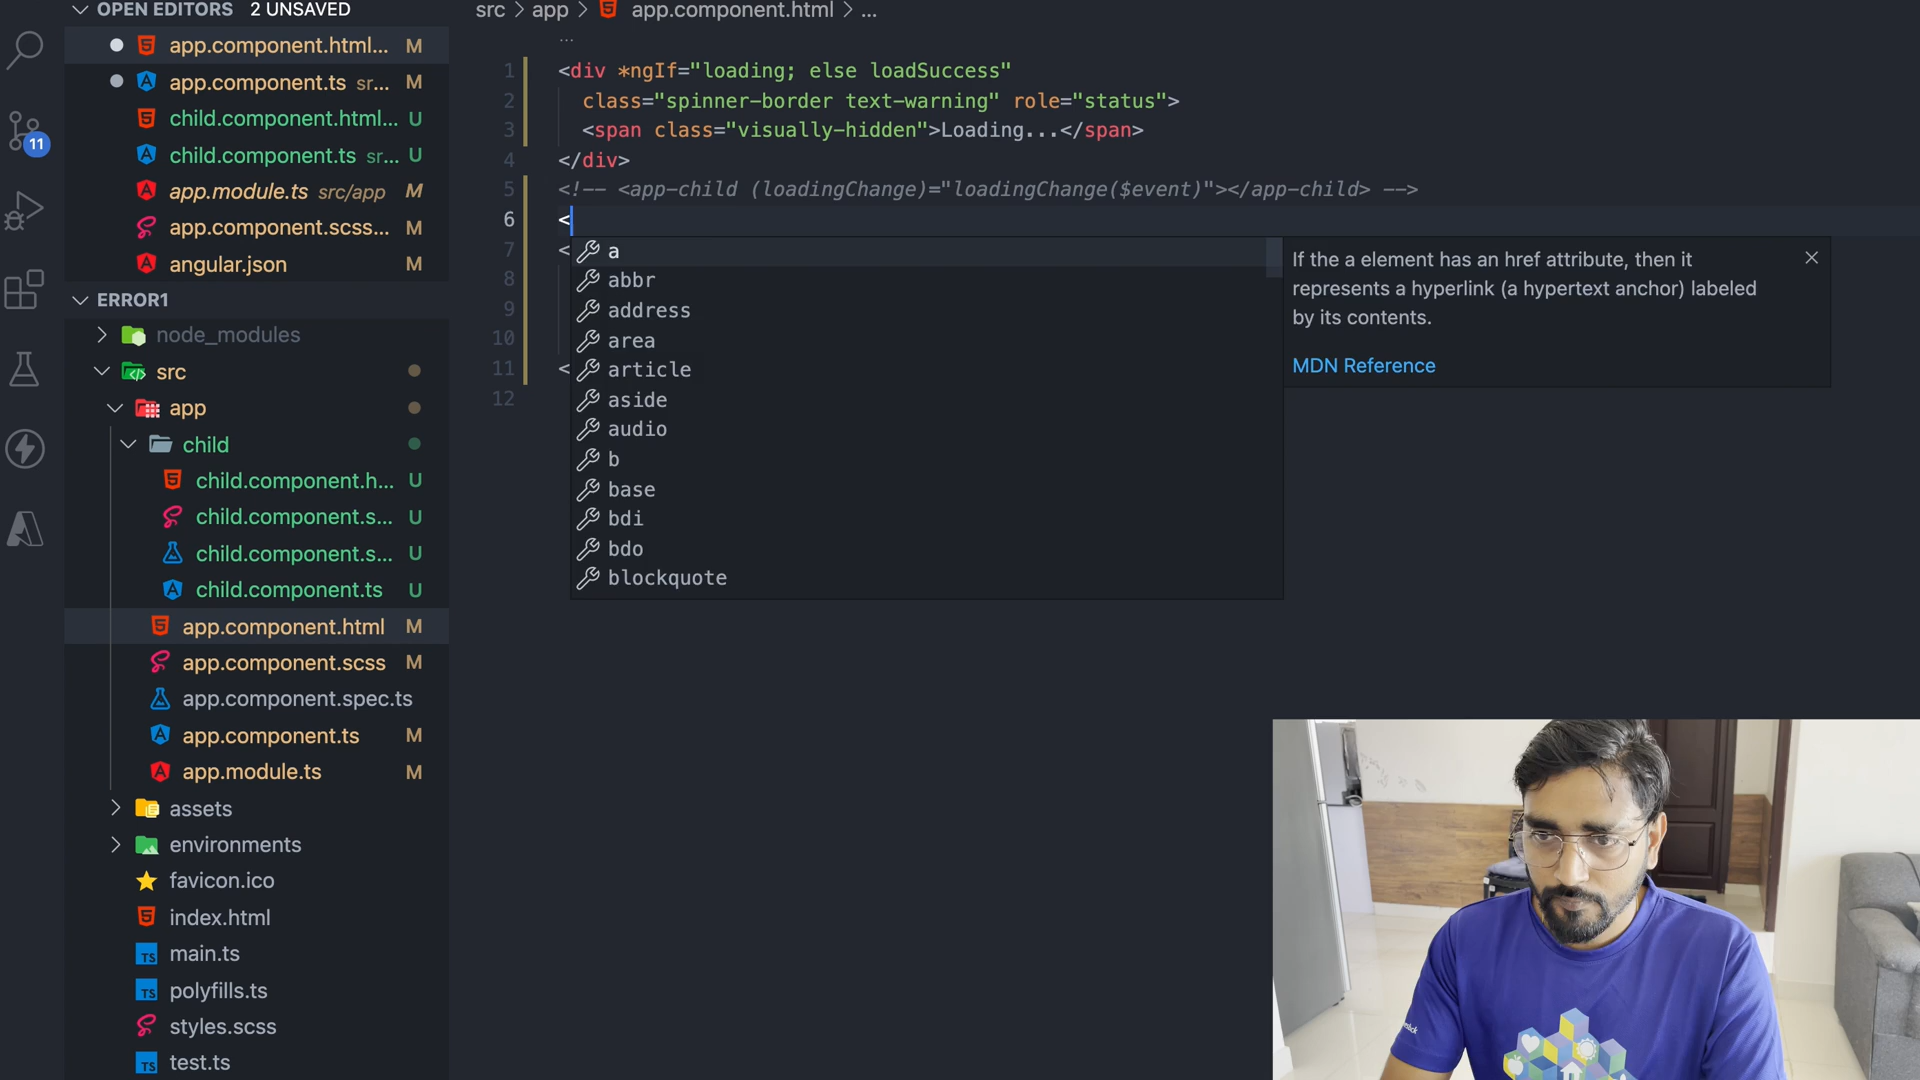 OPEN EDITORS 2 UNSAVED
app.component.html... M
app.component.ts sr... M
child.component.html... U
child.component.ts sr... U
app.module.ts src/app M
app.component.scss... M
angular.json M
ERROR1
node_modules
src
app
child
child.component.h... U
child.component.s... U
child.component.s... U
child.component.ts U
app.component.html M
app.component.scss M
app.component.spec.ts
app.component.ts M
app.module.ts M
assets
environments
favicon.ico
index.html
main.ts
polyfills.ts
styles.scss
test.ts
11
src > app > app.component.html > ...
...
1 <div *ngIf="loading; else loadSuccess"
2 class="spinner-border text-warning" role="status">
3 <span class="visually-hidden">Loading...</span>
4 </div>
5 <!-- <app-child (loadingChange)="loadingChange($event)"></app-child> -->
6 <
7 <
8
9
10
11 <
12
a
abbr
address
area
article
aside
audio
b
base
bdi
bdo
blockquote
If the a element has an href attribute, then it
represents a hyperlink (a hypertext anchor) labeled
by its contents.
MDN Reference